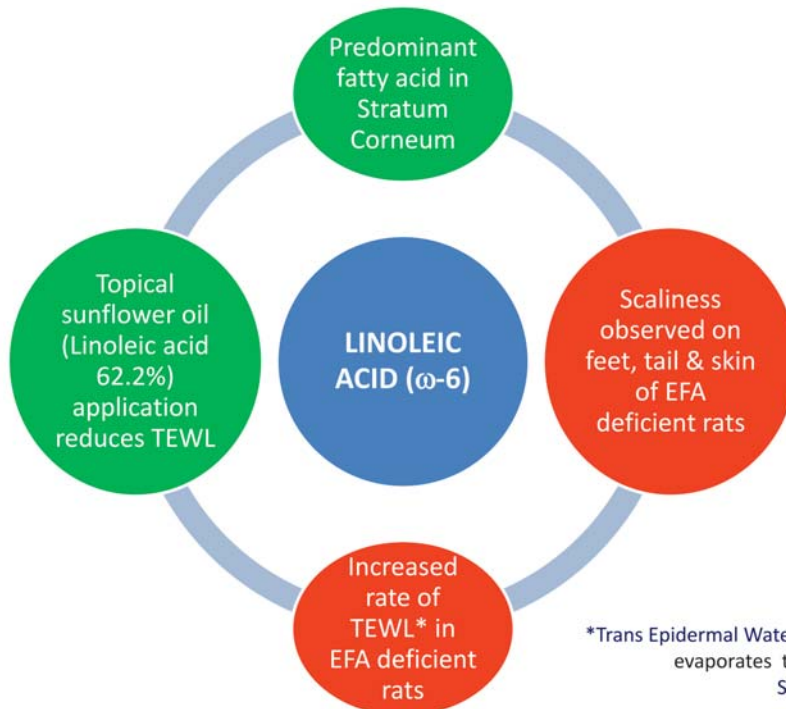 Predominant
fatty acid in
Stratum
Corneum
Topical
sunflower oil
(Linoleic acid
62.2%)
application
reduces TEWL
LINOLEIC
ACID (ω-6)
Scaliness
observed on
feet, tail & skin
of EFA
deficient rats
Increased
rate of
TEWL* in
EFA deficient
rats
*Trans Epidermal Wate
evaporates t
S